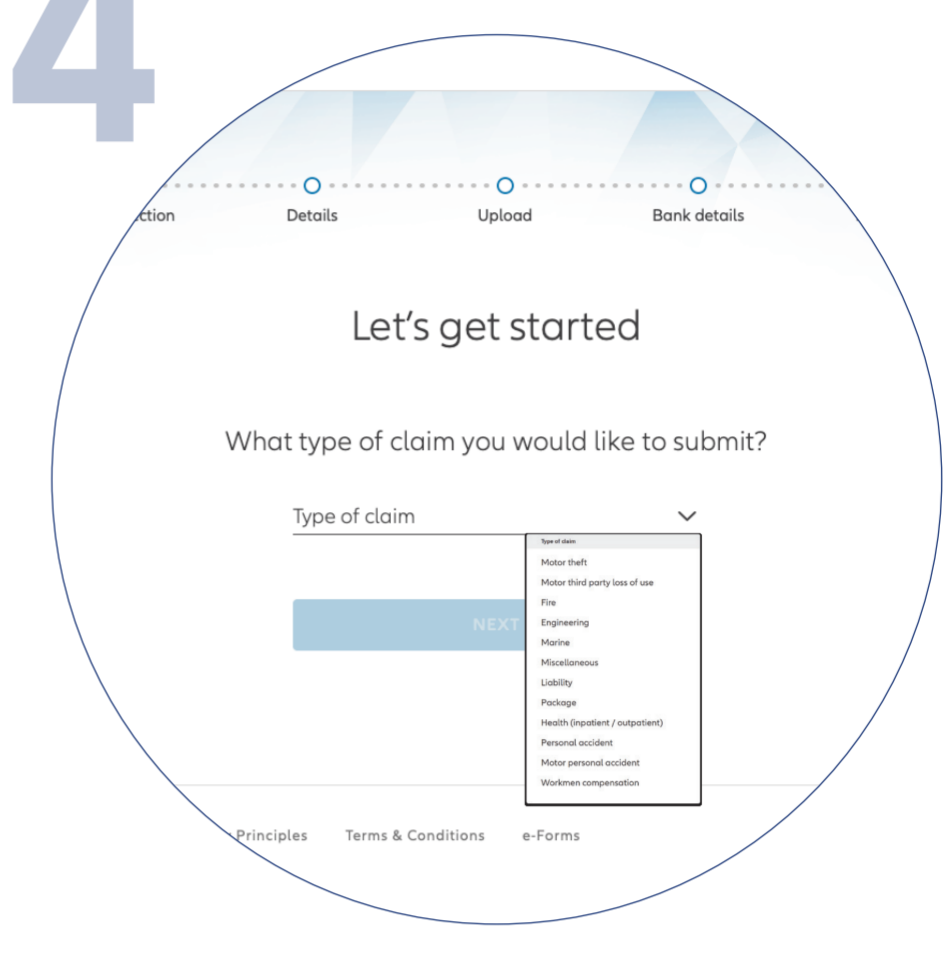 4
ction
Details
Upload
Bank details
Let's get started
What type of claim you would like to submit?
Type of claim
Type of claim
Motor theft
Motor third party loss of use
Fire
Engineering
Marine
Miscellaneous
Liability
Package
Health (inpatient / outpatient)
Personal accident
Motor personal accident
Workmen compensation
NEXT
Principles
Terms & Conditions
e-Forms